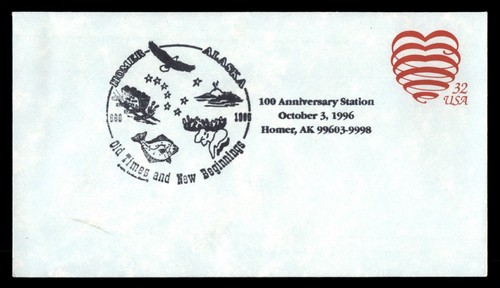 HOMER ALASKA
1996
Old Times and New Beginnings
100 Anniversary Station
October 3, 1996
Homer, AK 99603-9998
32
USA